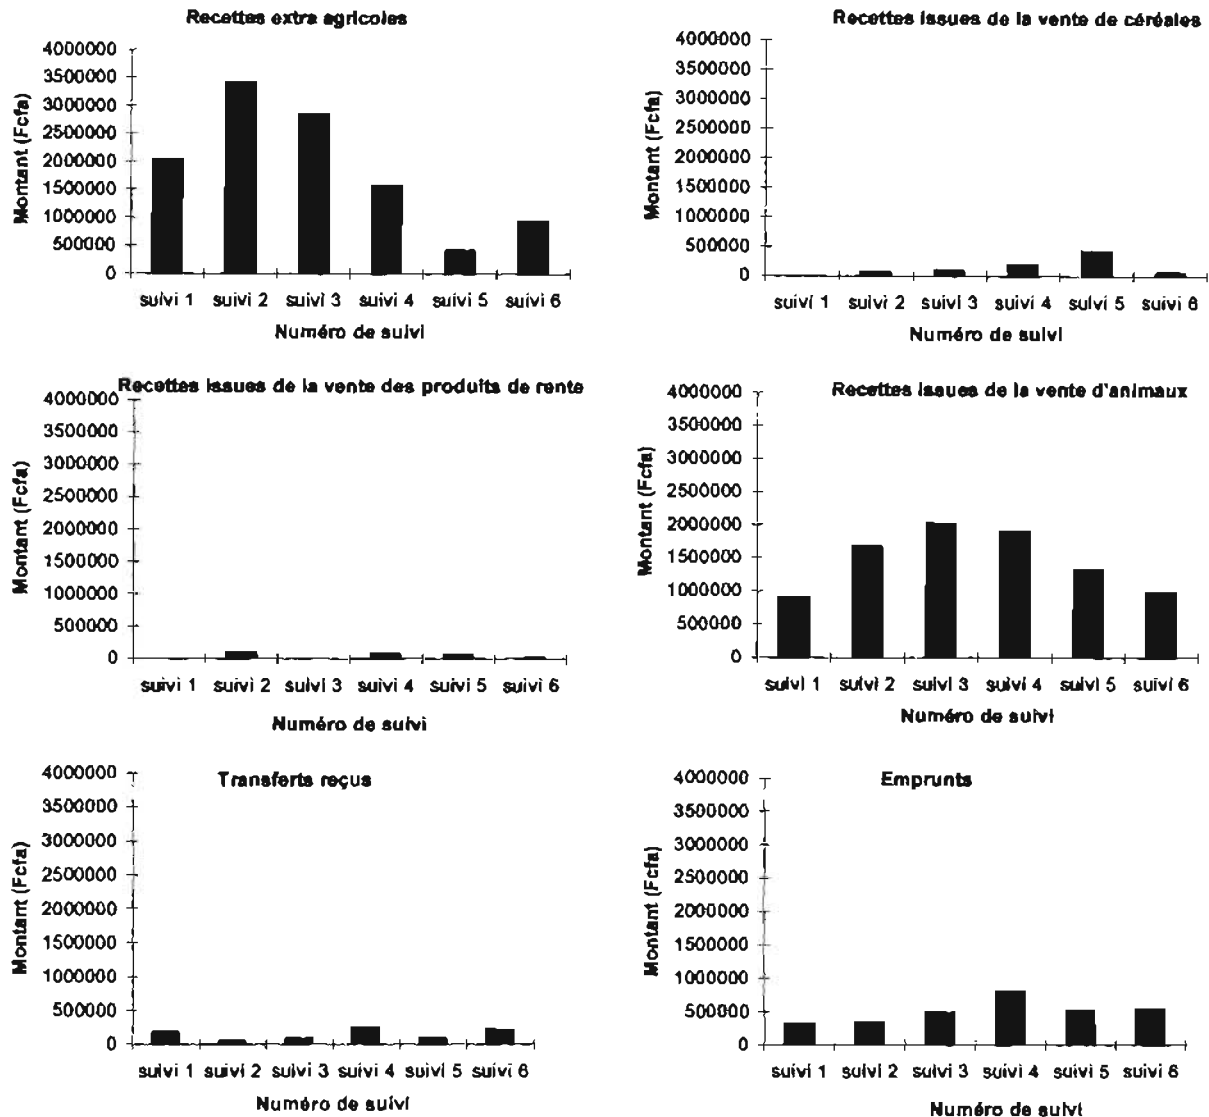 Recettes extra agricoles
Montant (Fcfa)
4000000
3500000
3000000
2500000
2000000
1500000
1000000
500000
0
suivi 1 suivi 2 suivi 3 suivi 4 suivi 5 suivi 6
Numéro de suivi
Recettes issues de la vente de céréales
Montant (Fcfa)
4000000
3500000
3000000
2500000
2000000
1500000
1000000
500000
0
suivi 1 suivi 2 suivi 3 suivi 4 suivi 5 suivi 6
Numéro de suivi
Recettes issues de la vente des produits de rente
Montant (Fcfa)
4000000
3500000
3000000
2500000
2000000
1500000
1000000
500000
0
suivi 1 suivi 2 suivi 3 suivi 4 suivi 5 suivi 6
Numéro de suivi
Recettes issues de la vente d'animaux
Montant (Fcfa)
4000000
3500000
3000000
2500000
2000000
1500000
1000000
500000
0
suivi 1 suivi 2 suivi 3 suivi 4 suivi 5 suivi 6
Numéro de suivi
Transferts reçus
Montant (Fcfa)
4000000
3500000
3000000
2500000
2000000
1500000
1000000
500000
0
suivi 1 suivi 2 suivi 3 suivi 4 suivi 5 suivi 6
Numéro de suivi
Emprunts
Montant (Fcfa)
4000000
3500000
3000000
2500000
2000000
1500000
1000000
500000
0
suivi 1 suivi 2 suivi 3 suivi 4 suivi 5 suivi 6
Numéro de suivi